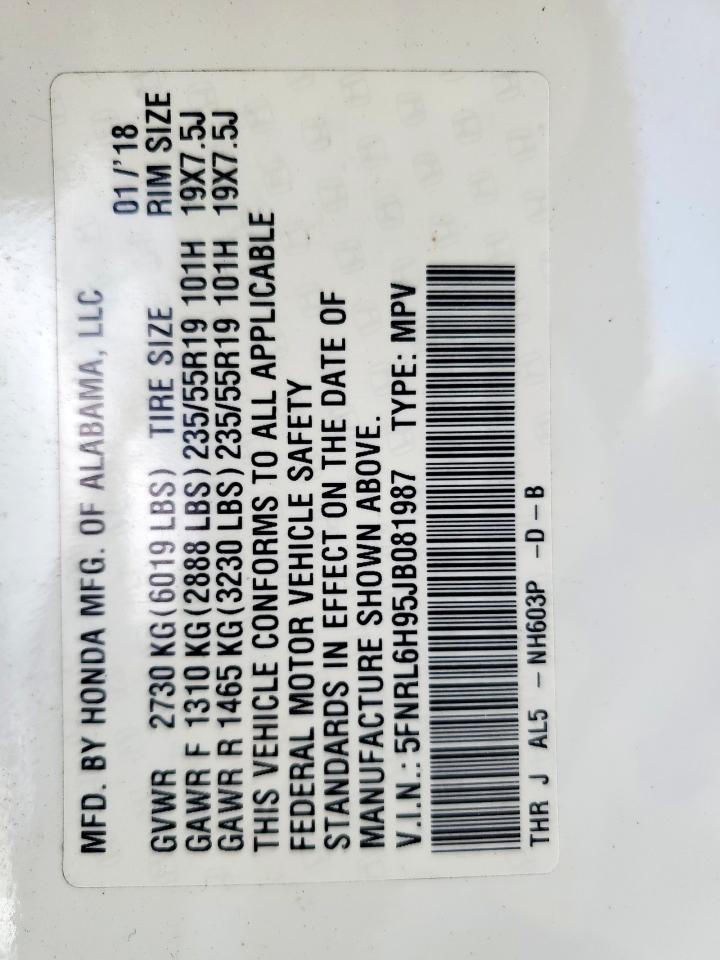 MFD. BY HONDA MFG. OF ALABAMA, LLC 01/'18
GVWR 2730 KG(6019 LBS) TIRE SIZE RIM SIZE
GAWR F 1310 KG(2888 LBS) 235/55R19 101H 19X7.5J
GAWR R 1465 KG(3230 LBS) 235/55R19 101H 19X7.5J
THIS VEHICLE CONFORMS TO ALL APPLICABLE
FEDERAL MOTOR VEHICLE SAFETY
STANDARDS IN EFFECT ON THE DATE OF
MANUFACTURE SHOWN ABOVE.
V.I.N.: 5FNRL6H95JB081987 TYPE: MPV
THR J AL5 -NH603P -D-B